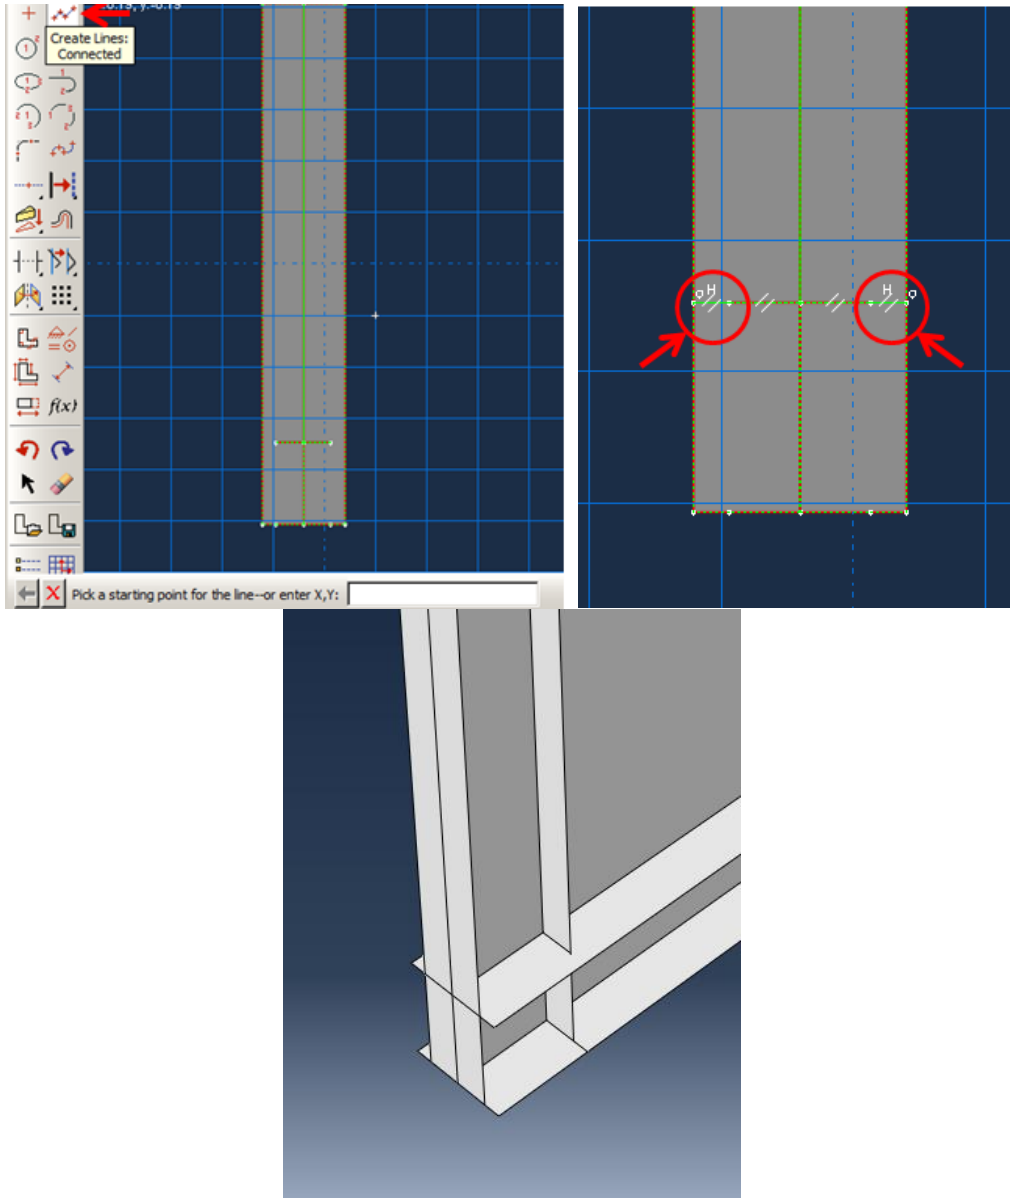 Create Lines:
Connected
f(x)
Pick a starting point for the line--or enter X,Y:
H
H